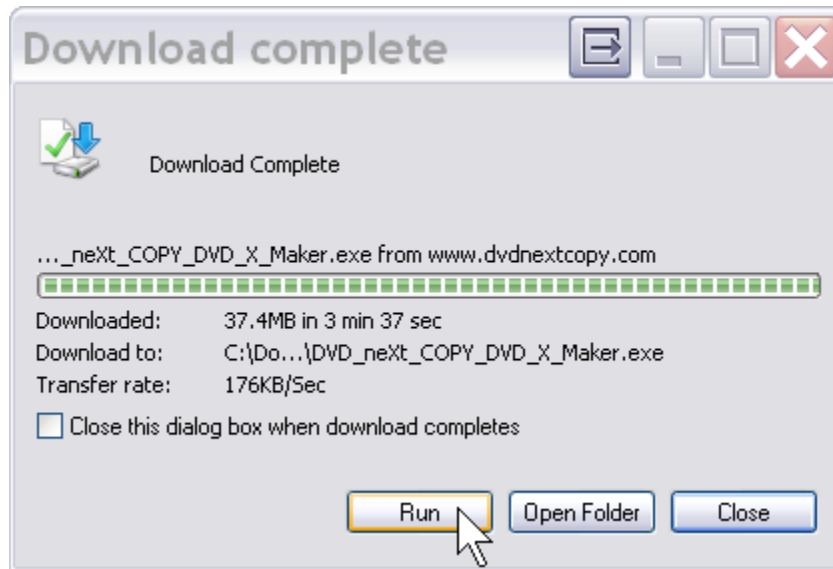 Download complete
Download Complete
..._neXt_COPY_DVD_X_Maker.exe from www.dvdnextcopy.com
Downloaded: 37.4MB in 3 min 37 sec
Download to: C:\Do...\DVD_neXt_COPY_DVD_X_Maker.exe
Transfer rate: 176KB/Sec
Close this dialog box when download completes
Run Open Folder Close